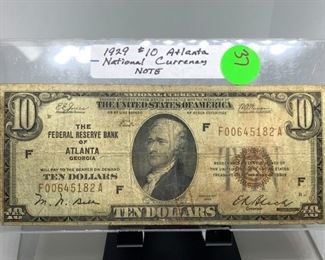 1929 $10 Atlanta
- National Currency
NOTE
37
THE UNITED STATES OF AMERICA
10
10
THE
FEDERAL RESERVE BANK
OF
ATLANTA
GEORGIA
F
F00645182A
WILL PAY TO THE BEARER ON DEMAND
TEN DOLLARS
F
F00645182A
F
F
TEN DOLLARS